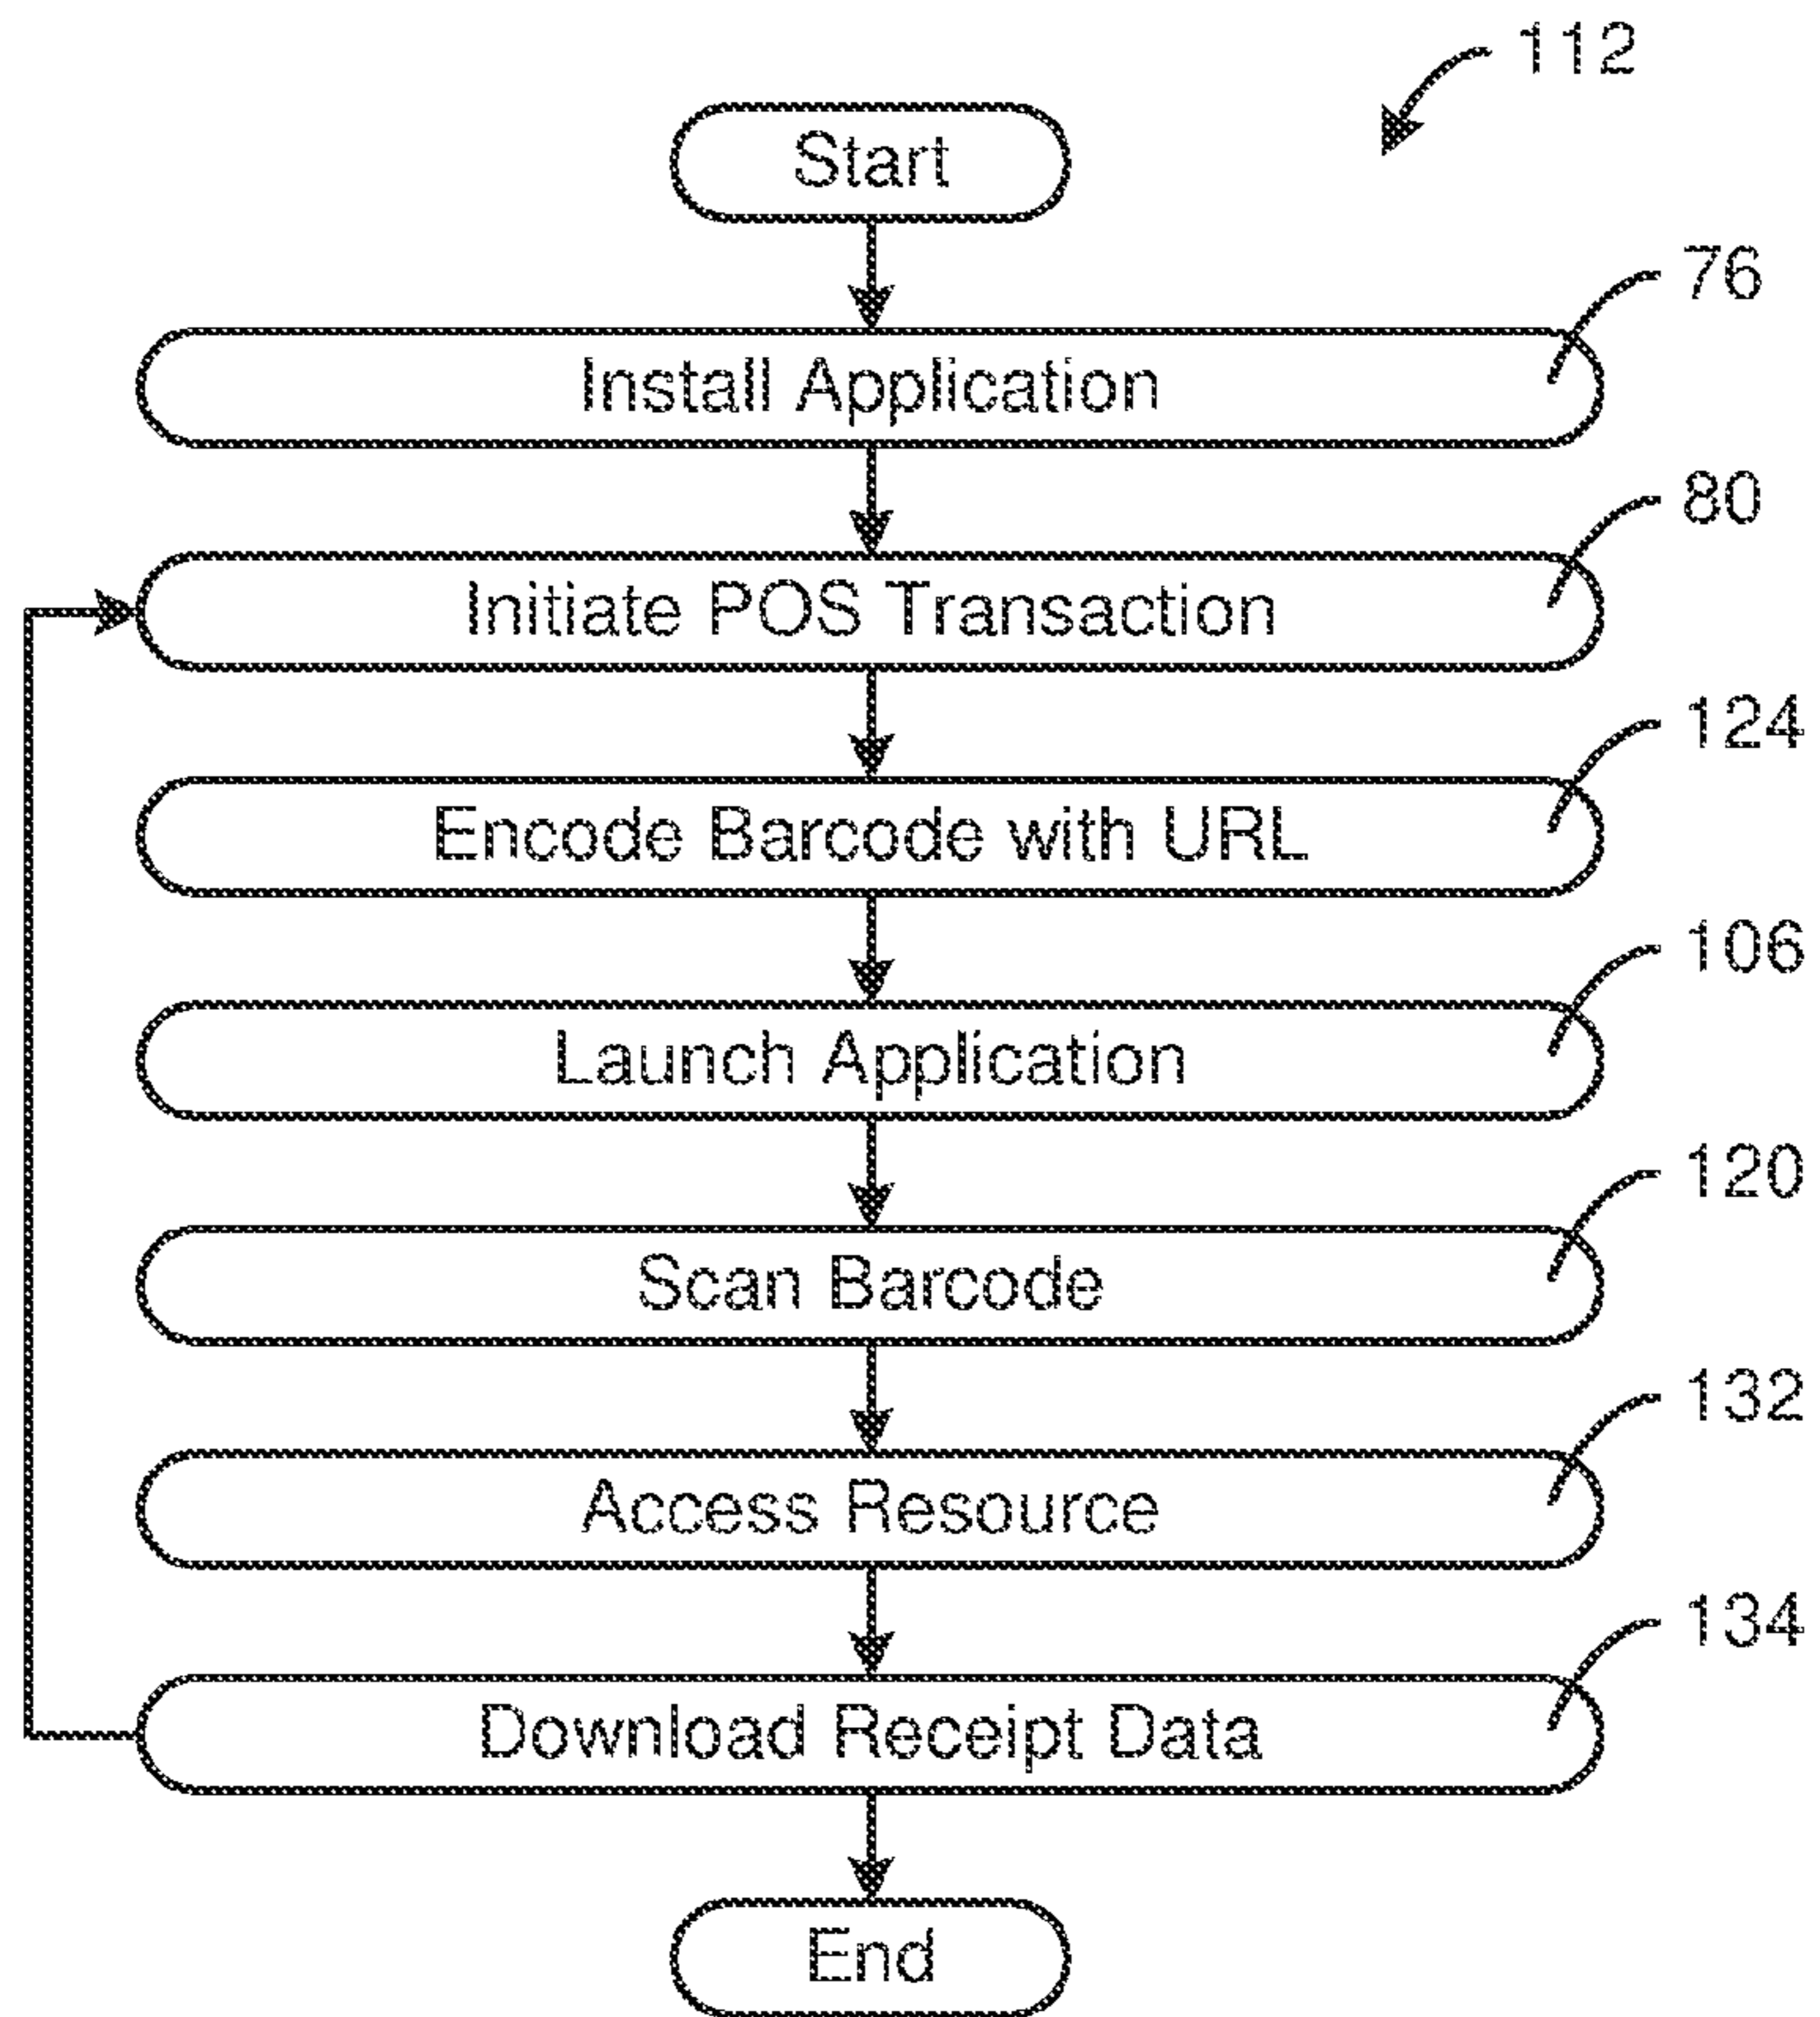 112
Start
76
Install Application
80
Initiate POS Transaction
124
Encode Barcode with URL
106
Launch Application
120
Scan Barcode
132
Access Resource
134
Download Receipt Data
End